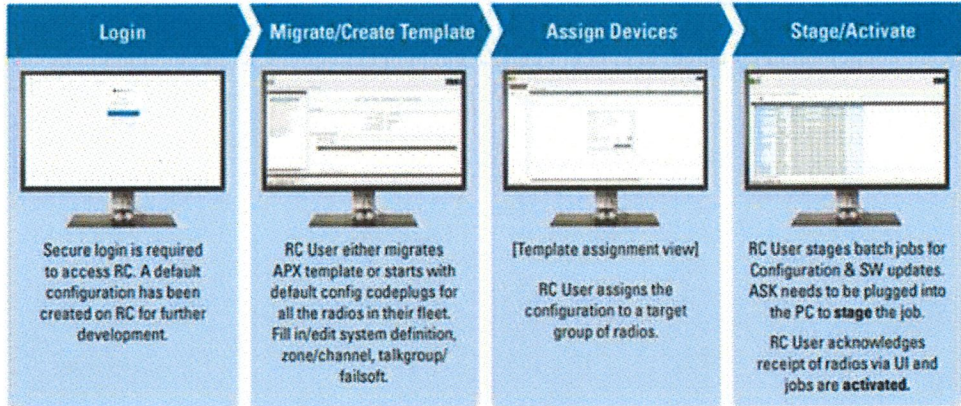 Login
Secure login is required
to access RC. A default
configuration has been
created on RC for further
development.
Migrate/Create Template
RC User either migrates
APX template or starts with
default config codeplugs for
all the radios in their fleet.
Fill in/edit system definition,
zone/channel, talkgroup/
failsoft.
Assign Devices
[Template assignment view]
RC User assigns the
configuration to a target
group of radios.
Stage/Activate
RC User stages batch jobs for
Configuration & SW updates.
ASK needs to be plugged into
the PC to stage the job.
RC User acknowledges
receipt of radios via UI and
jobs are activated.